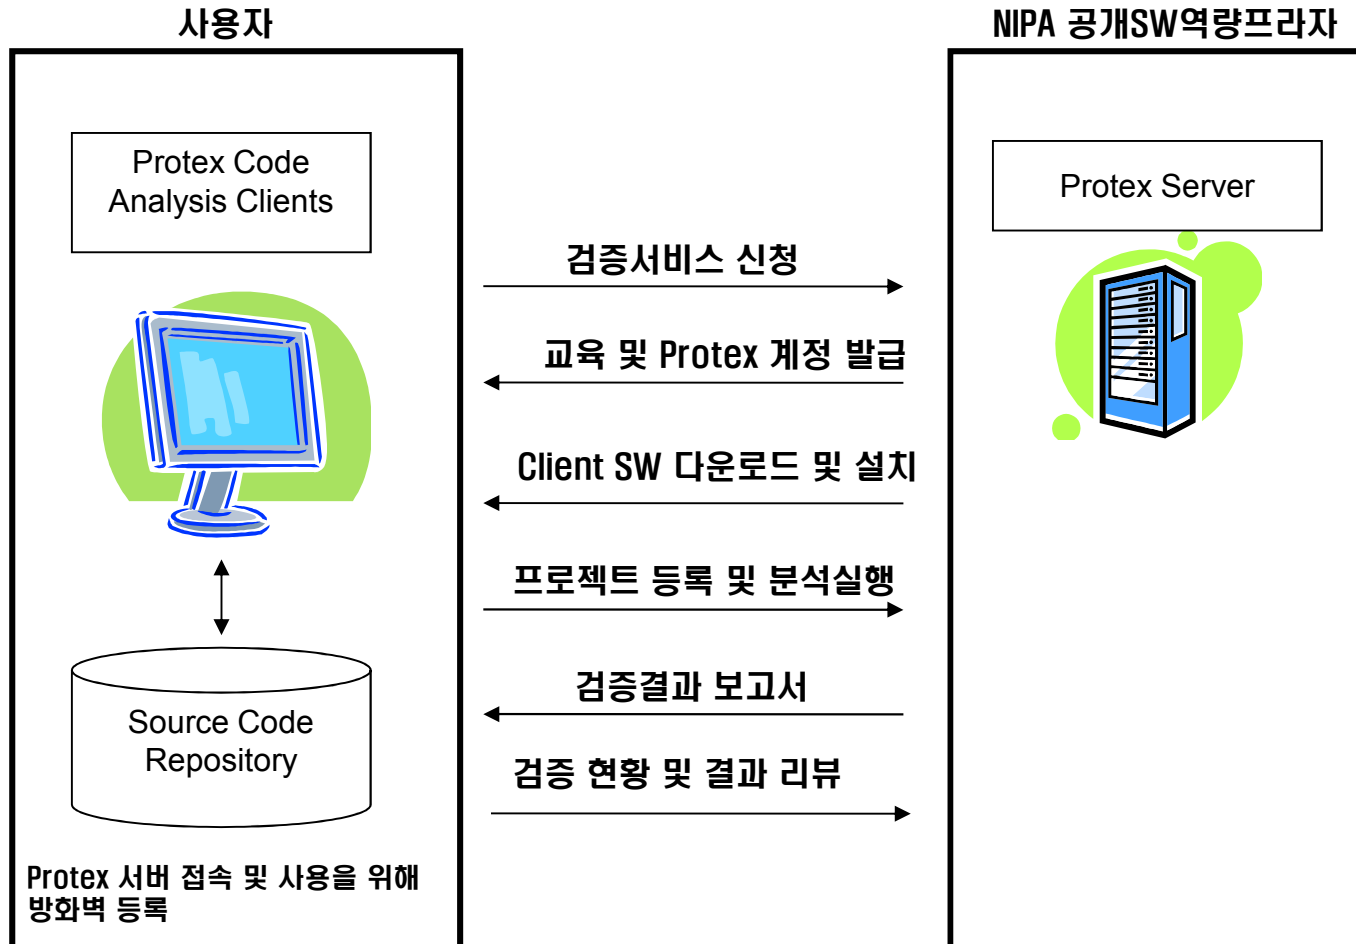 사용자
NIPA 공개SW역량프라자
Protex Code
Analysis Clients
Protex Server
검증서비스 신청
교육 및 Protex 계정 발급
Client SW 다운로드 및 설치
프로젝트 등록 및 분석실행
검증결과 보고서
Source Code
Repository
검증 현황 및 결과 리뷰
Protex 서버 접속 및 사용을 위해
방화벽 등록